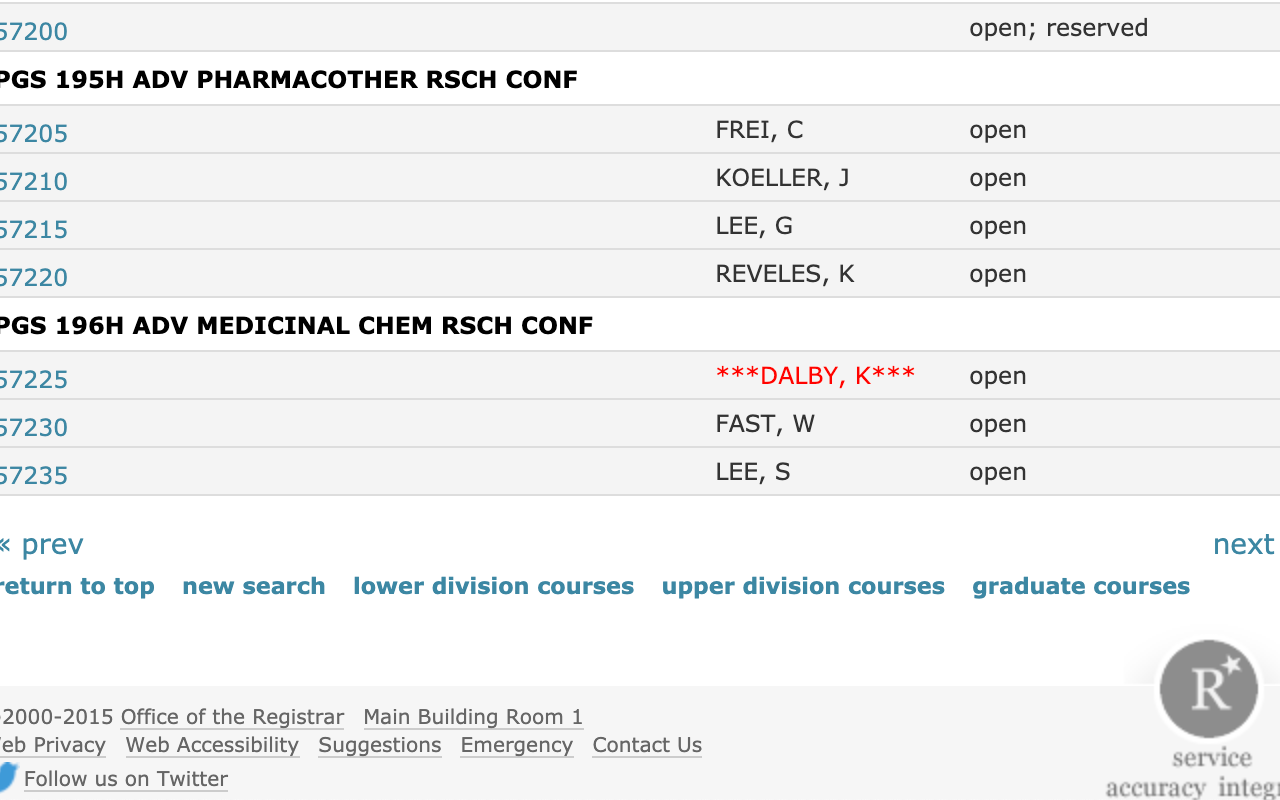 57200 open; reserved
PGS 195H ADV PHARMACOTHER RSCH CONF
57205 FREI, C open
57210 KOELLER, J open
57215 LEE, G open
57220 REVELES, K open
PGS 196H ADV MEDICINAL CHEM RSCH CONF
57225 ***DALBY, K*** open
57230 FAST, W open
57235 LEE, S open
« prev next
return to top new search lower division courses upper division courses graduate courses
2000-2015 Office of the Registrar Main Building Room 1
eb Privacy Web Accessibility Suggestions Emergency Contact Us
Follow us on Twitter
R
service
accuracy integr